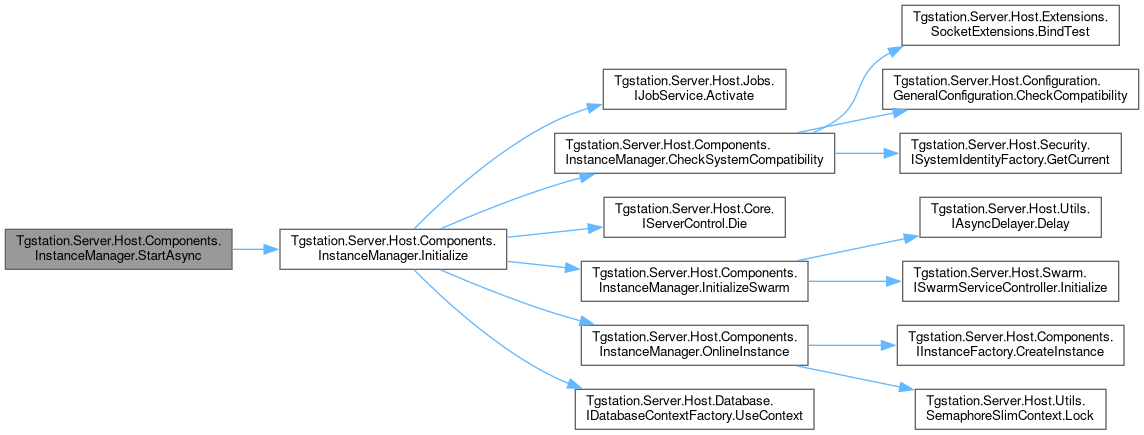 Tgstation.Server.Host.Components.
InstanceManager.StartAsync
Tgstation.Server.Host.Components.
InstanceManager.Initialize
Tgstation.Server.Host.Jobs.
IJobService.Activate
Tgstation.Server.Host.Components.
InstanceManager.CheckSystemCompatibility
Tgstation.Server.Host.Extensions.
SocketExtensions.BindTest
Tgstation.Server.Host.Configuration.
GeneralConfiguration.CheckCompatibility
Tgstation.Server.Host.Security.
ISystemIdentityFactory.GetCurrent
Tgstation.Server.Host.Core.
IServerControl.Die
Tgstation.Server.Host.Components.
InstanceManager.InitializeSwarm
Tgstation.Server.Host.Utils.
IAsyncDelayer.Delay
Tgstation.Server.Host.Swarm.
ISwarmServiceController.Initialize
Tgstation.Server.Host.Components.
InstanceManager.OnlineInstance
Tgstation.Server.Host.Components.
IInstanceFactory.CreateInstance
Tgstation.Server.Host.Utils.
SemaphoreSlimContext.Lock
Tgstation.Server.Host.Database.
IDatabaseContextFactory.UseContext